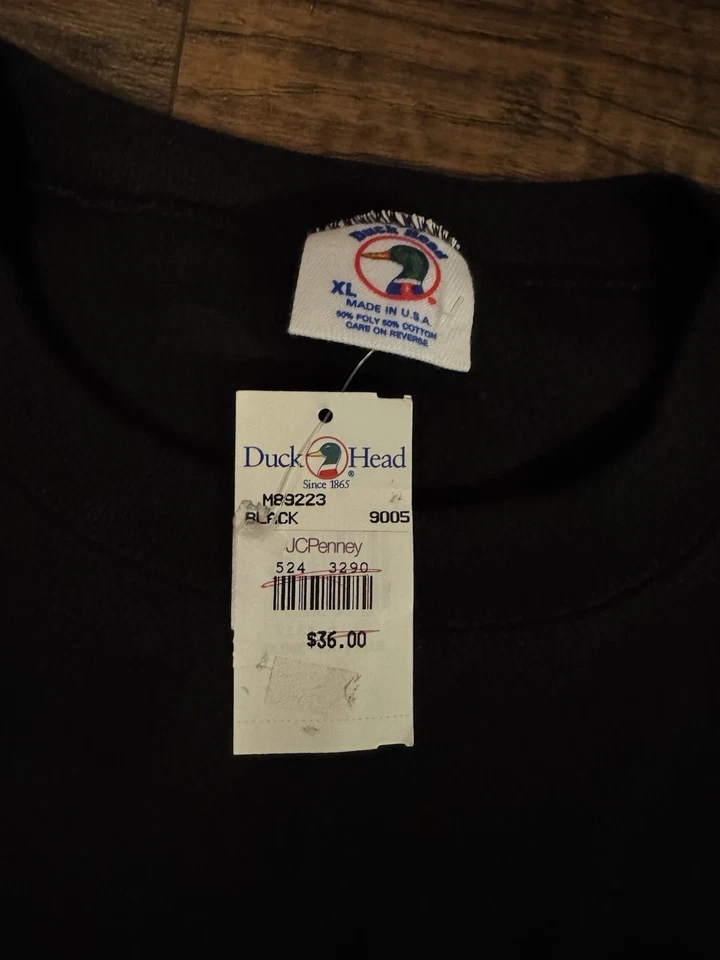 Duck Head
XL
MADE IN U.S.A.
50% POLY 50% COTTON
CARE ON REVERSE
Duck Head
®
Since 1865
M89223
BLACK 9005
JCPenney
524 3290
$36.00